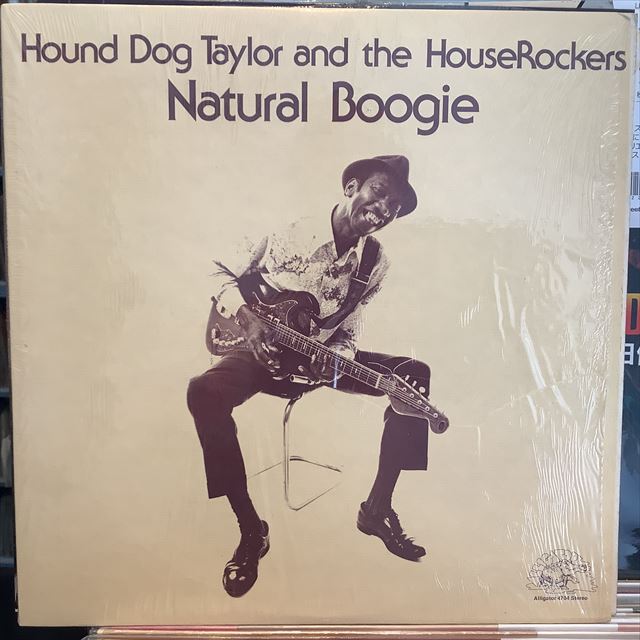 Hound Dog Taylor and the HouseRockers
Natural Boogie
Alligator 4704 Stereo